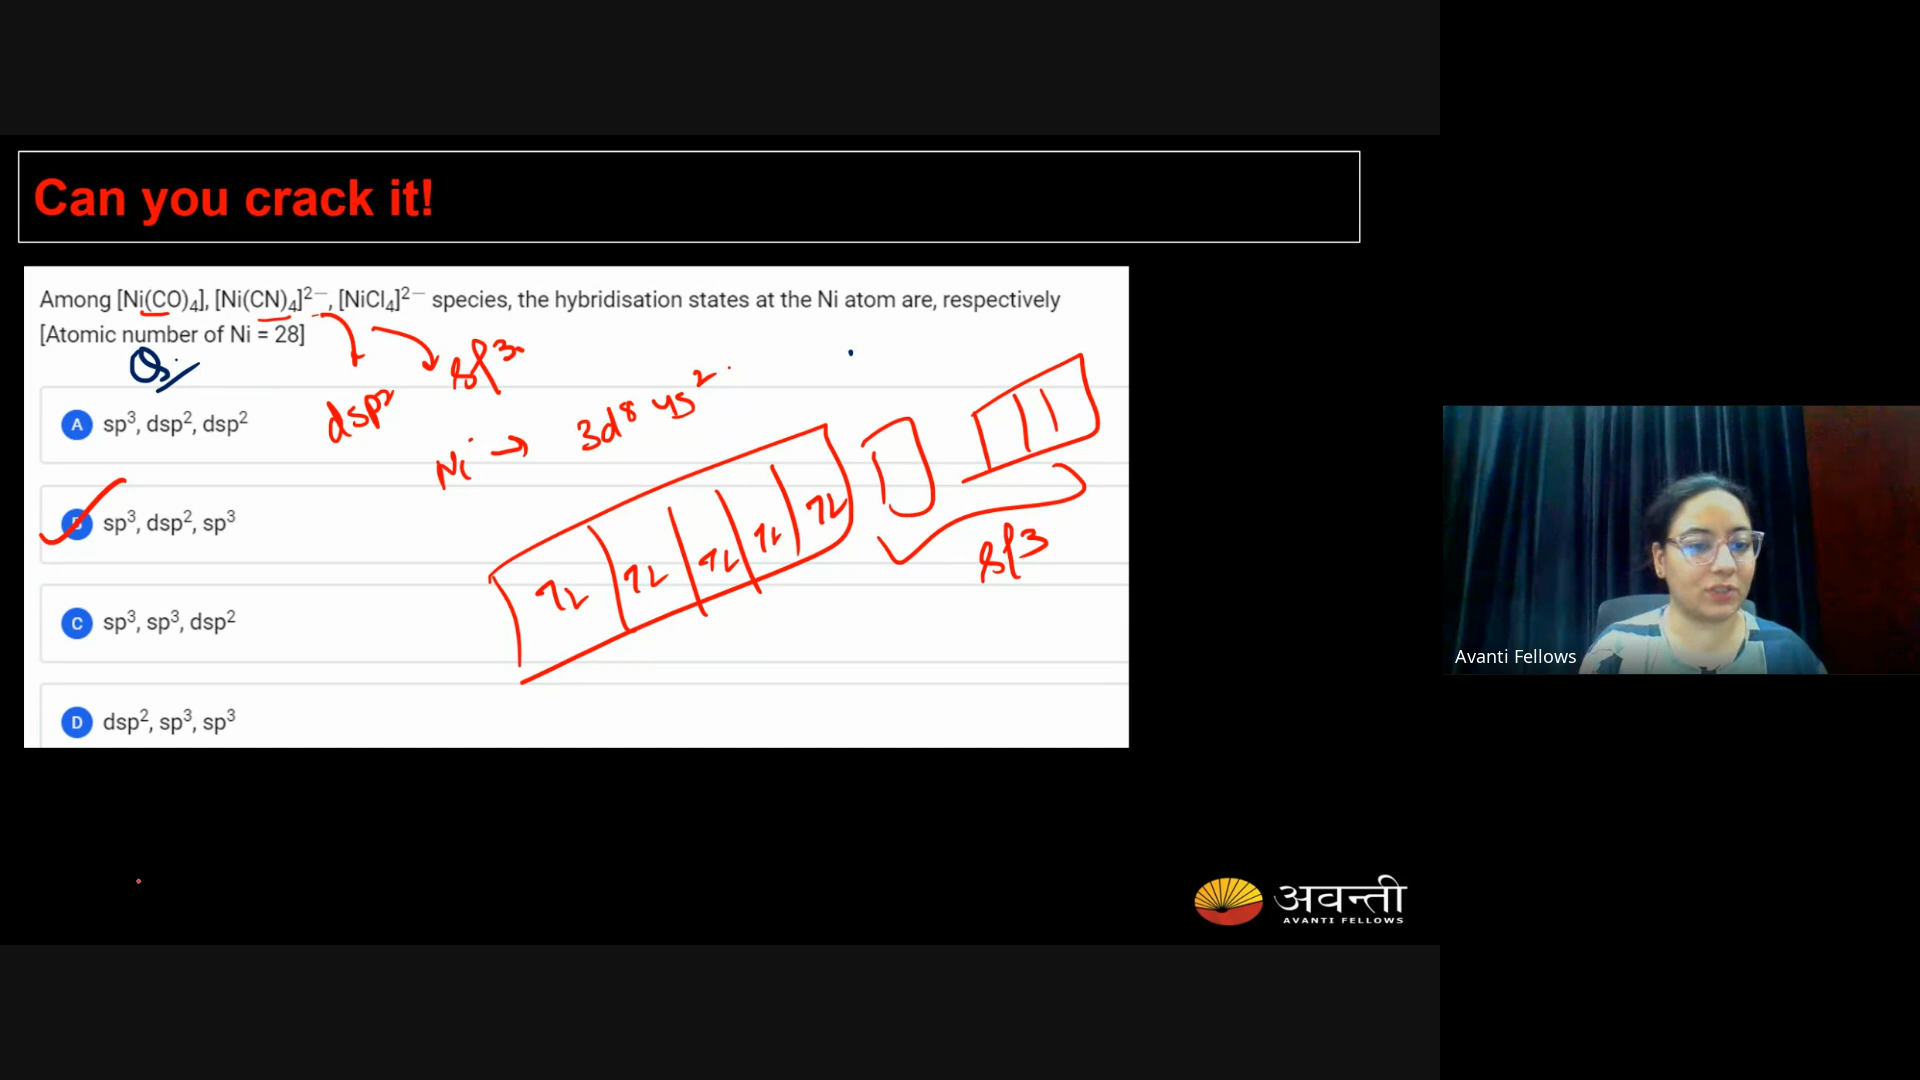 Can you crack it!
Among [Ni(CO)₄], [Ni(CN)₄]²⁻, [NiCl₄]²⁻ species, the hybridisation states at the Ni atom are, respectively
[Atomic number of Ni = 28]
sp³
dsp²
Ni → 3d⁸ 4s²
A sp³, dsp², dsp²
B sp³, dsp², sp³
sp³
C sp³, sp³, dsp²
D dsp², sp³, sp³
Avanti Fellows
अवन्ती
AVANTI FELLOWS